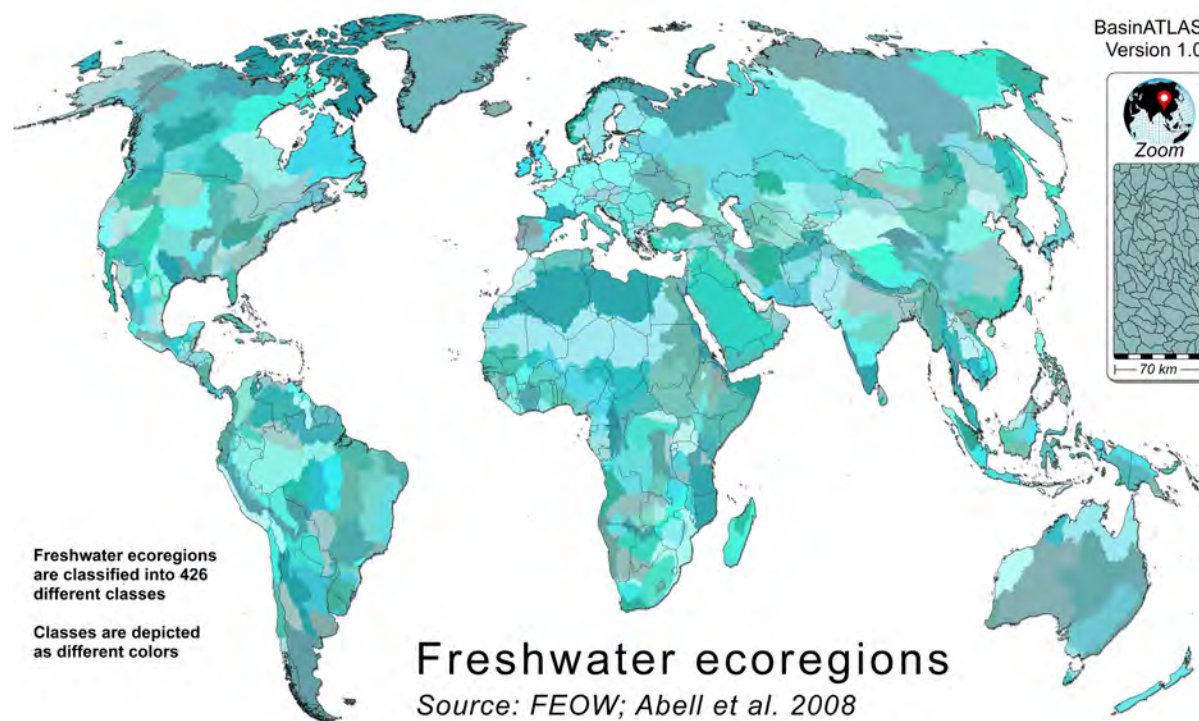 BasinATLAS
Version 1.0
Zoom
70 km
Freshwater ecoregions
are classified into 426
different classes
Classes are depicted
as different colors
Freshwater ecoregions
Source: FEOW; Abell et al. 2008